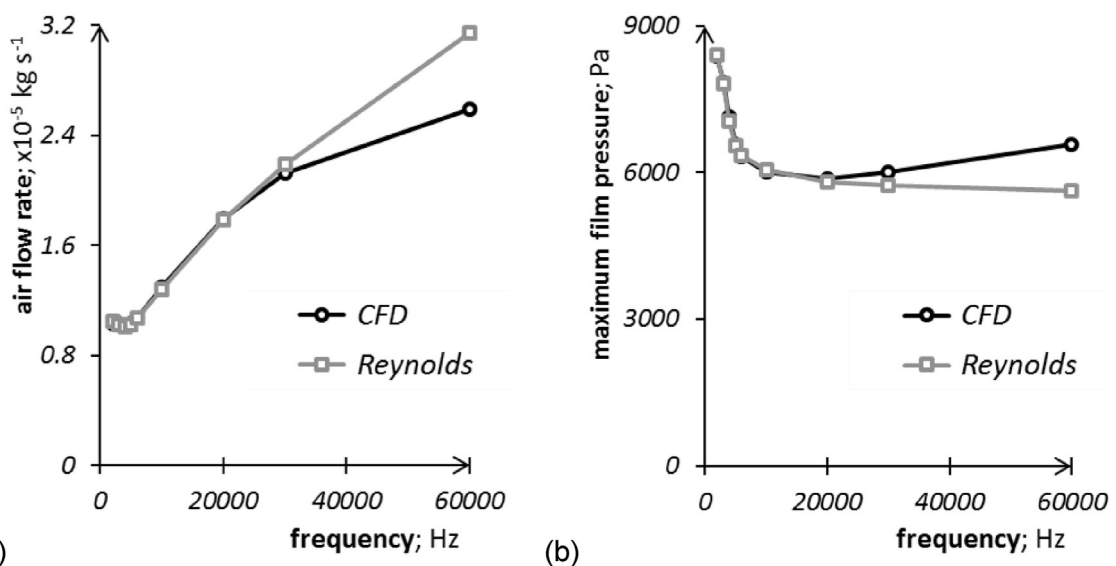 3.2
2.4
1.6
0.8
0
0 20000 40000 60000
air flow rate; x10⁻⁵ kg s⁻¹
frequency; Hz
CFD
Reynolds
)
9000
6000
3000
0
0 20000 40000 60000
maximum film pressure; Pa
frequency; Hz
CFD
Reynolds
(b)